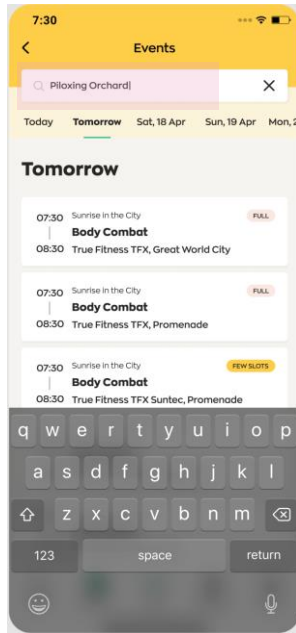 7:30
Events
Piloxing Orchard
Today Tomorrow Sat, 18 Apr Sun, 19 Apr Mon, 2
Tomorrow
07:30 Sunrise in the City FULL
Body Combat
08:30 True Fitness TFX, Great World City
07:30 Sunrise in the City FULL
Body Combat
08:30 True Fitness TFX, Promenade
07:30 Sunrise in the City FEW SLOTS
Body Combat
08:30 True Fitness TFX Suntec, Promenade
q w e r t y u i o p
a s d f g h j k l
z x c v b n m
123 space return